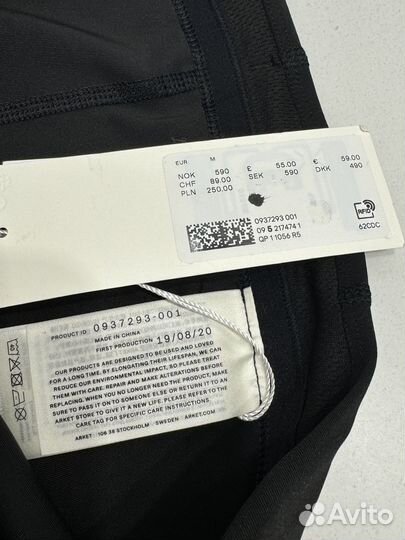 EUR M
NOK 590 £ 55.00 € 59.00
CHF 89.00 SEK 590 DKK 490
PLN 250.00
0937293 001
09 5 217474 1
QP 11056 R5
RFID
62CDC
PRODUCT ID 0937293-001
MADE IN CHINA
FIRST PRODUCTION 19/08/20
OUR PRODUCTS ARE DESIGNED TO BE USED AND LOVED
FOR A LONG TIME. BY ELONGATING THEIR LIFESPAN, WE CAN
REDUCE OUR ENVIRONMENTAL IMPACT, SO PLEASE TREAT
THEM WITH CARE. REPAIR AND MAKE ALTERATIONS BEFORE
REPLACING. WHEN YOU NO LONGER NEED THE PRODUCT, MAKE
SURE TO PASS IT ON TO SOMEONE ELSE OR RETURN IT TO AN
ARKET STORE TO GIVE IT A NEW LIFE. PLEASE REFER TO THE
CARE TAG FOR SPECIFIC CARE INSTRUCTIONS.
ARKET 106 38 STOCKHOLM SWEDEN ARKET.COM
Avito